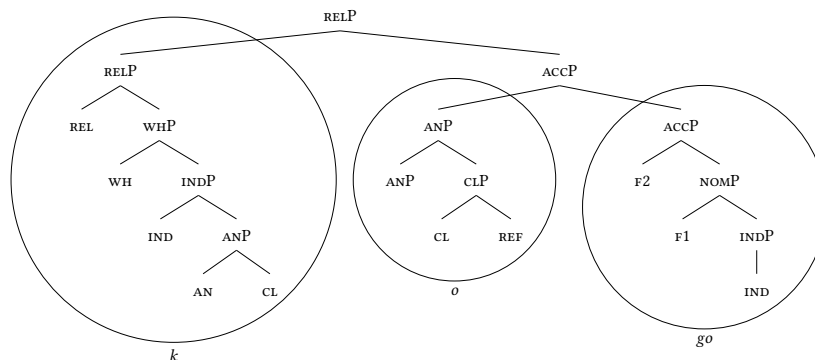 RELP
RELP ACCP
REL WHP ANP ACCP
WH INDP ANP CLP F2 NOMP
IND ANP CL REF F1 INDP
AN CL o IND
k go